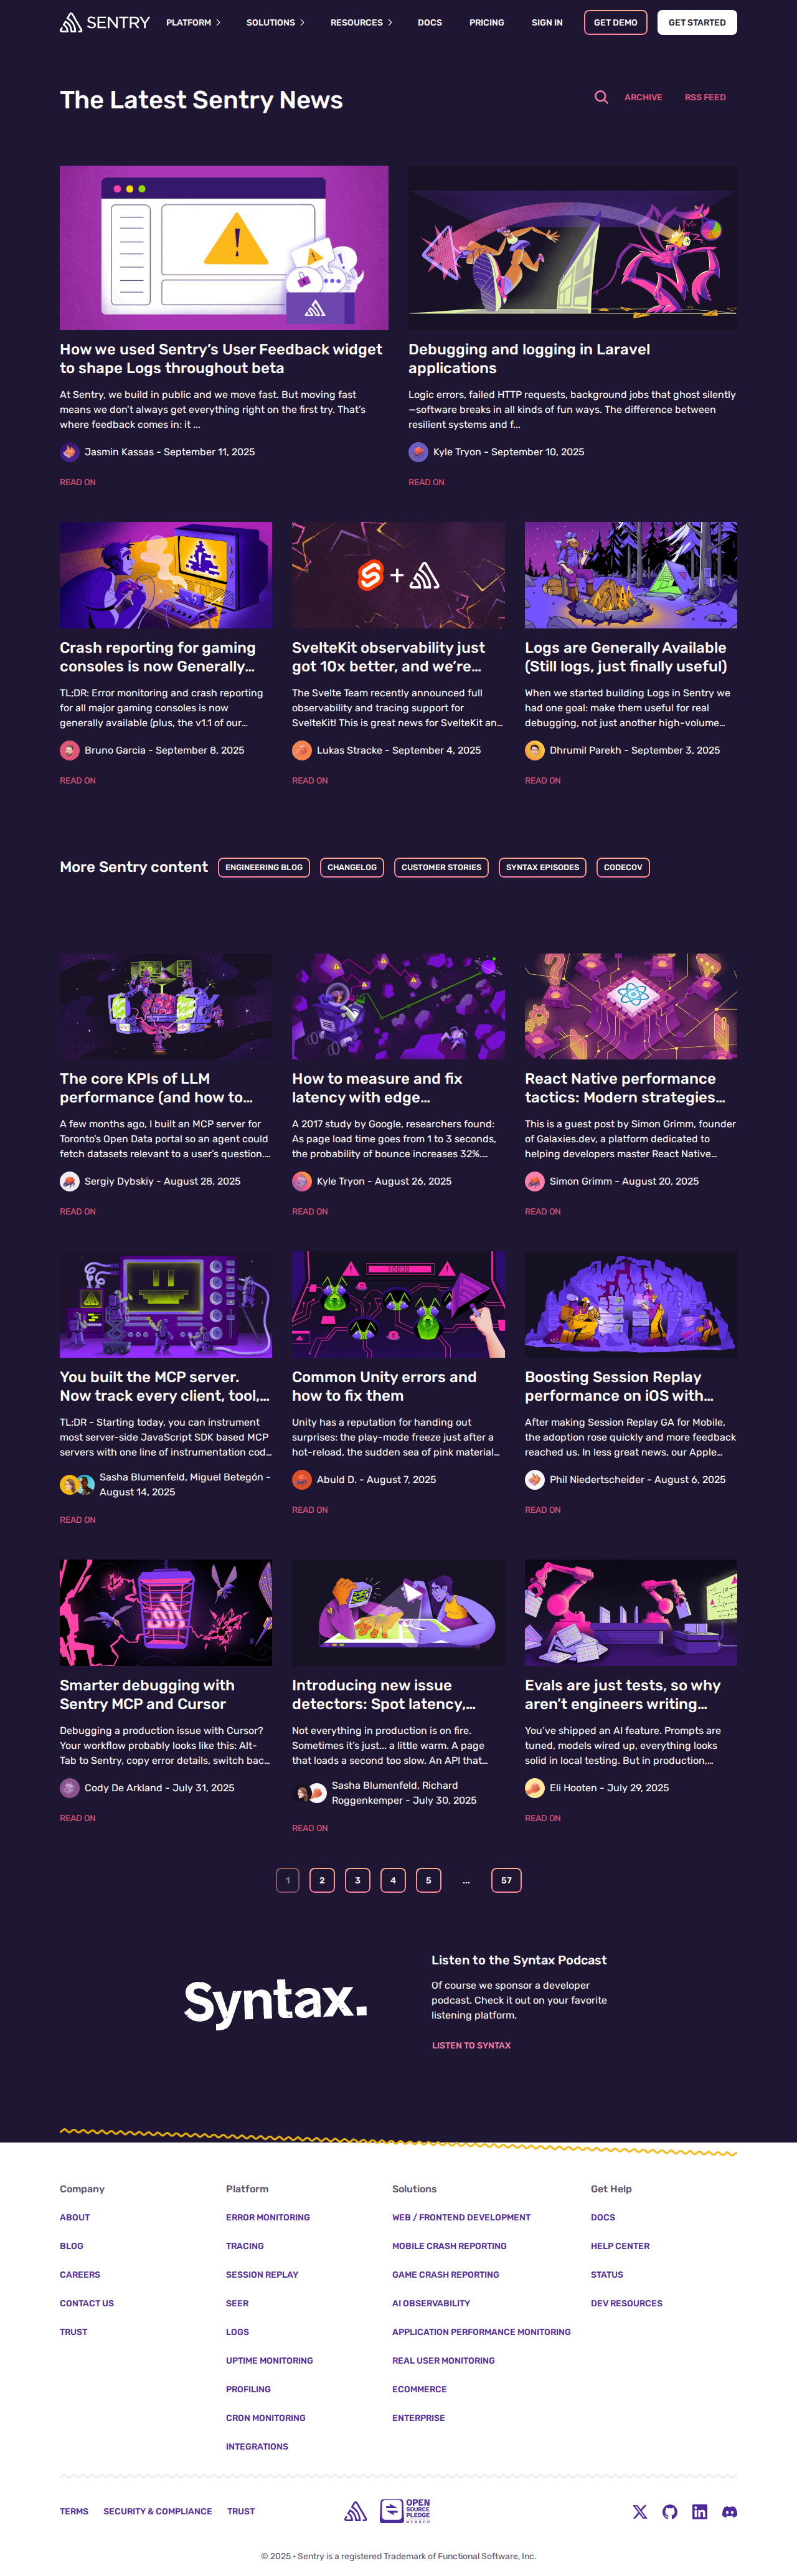 SENTRY PLATFORM SOLUTIONS RESOURCES DOCS PRICING SIGN IN GET DEMO GET STARTED
The Latest Sentry News
ARCHIVE RSS FEED
How we used Sentry’s User Feedback widget
to shape Logs throughout beta
At Sentry, we build in public and we move fast. But moving fast
means we don’t always get everything right on the first try. That’s
where feedback comes in: it ...
Jasmin Kassas - September 11, 2025
READ ON
Debugging and logging in Laravel
applications
Logic errors, failed HTTP requests, background jobs that ghost silently
—software breaks in all kinds of fun ways. The difference between
resilient systems and f...
Kyle Tryon - September 10, 2025
READ ON
Crash reporting for gaming
consoles is now Generally...
TL;DR: Error monitoring and crash reporting
for all major gaming consoles is now
generally available (plus, the v1.1 of our...
Bruno Garcia - September 8, 2025
READ ON
SvelteKit observability just
got 10x better, and we’re...
The Svelte Team recently announced full
observability and tracing support for
SvelteKit! This is great news for SvelteKit an...
Lukas Stracke - September 4, 2025
READ ON
Logs are Generally Available
(Still logs, just finally useful)
When we started building Logs in Sentry we
had one goal: make them useful for real
debugging, not just another high-volume...
Dhrumil Parekh - September 3, 2025
READ ON
More Sentry content ENGINEERING BLOG CHANGELOG CUSTOMER STORIES SYNTAX EPISODES CODECOV
The core KPIs of LLM
performance (and how to...
A few months ago, I built an MCP server for
Toronto’s Open Data portal so an agent could
fetch datasets relevant to a user’s question....
Sergiy Dybskiy - August 28, 2025
READ ON
How to measure and fix
latency with edge...
A 2017 study by Google, researchers found:
As page load time goes from 1 to 3 seconds,
the probability of bounce increases 32%....
Kyle Tryon - August 26, 2025
READ ON
React Native performance
tactics: Modern strategies...
This is a guest post by Simon Grimm, founder
of Galaxies.dev, a platform dedicated to
helping developers master React Native...
Simon Grimm - August 20, 2025
READ ON
You built the MCP server.
Now track every client, tool,...
TL;DR - Starting today, you can instrument
most server-side JavaScript SDK based MCP
servers with one line of instrumentation cod...
Sasha Blumenfeld, Miguel Betegón -
August 14, 2025
READ ON
Common Unity errors and
how to fix them
Unity has a reputation for handing out
surprises: the play-mode freeze just after a
hot-reload, the sudden sea of pink material...
Abuld D. - August 7, 2025
READ ON
Boosting Session Replay
performance on iOS with...
After making Session Replay GA for Mobile,
the adoption rose quickly and more feedback
reached us. In less great news, our Apple...
Phil Niedertscheider - August 6, 2025
READ ON
Smarter debugging with
Sentry MCP and Cursor
Debugging a production issue with Cursor?
Your workflow probably looks like this: Alt-
Tab to Sentry, copy error details, switch bac...
Cody De Arkland - July 31, 2025
READ ON
Introducing new issue
detectors: Spot latency,...
Not everything in production is on fire.
Sometimes it’s just... a little warm. A page
that loads a second too slow. An API that...
Sasha Blumenfeld, Richard
Roggenkemper - July 30, 2025
READ ON
Evals are just tests, so why
aren’t engineers writing...
You’ve shipped an AI feature. Prompts are
tuned, models wired up, everything looks
solid in local testing. But in production,...
Eli Hooten - July 29, 2025
READ ON
1 2 3 4 5 ... 57
Syntax.
Listen to the Syntax Podcast
Of course we sponsor a developer
podcast. Check it out on your favorite
listening platform.
LISTEN TO SYNTAX
Company
ABOUT
BLOG
CAREERS
CONTACT US
TRUST
Platform
ERROR MONITORING
TRACING
SESSION REPLAY
SEER
LOGS
UPTIME MONITORING
PROFILING
CRON MONITORING
INTEGRATIONS
Solutions
WEB / FRONTEND DEVELOPMENT
MOBILE CRASH REPORTING
GAME CRASH REPORTING
AI OBSERVABILITY
APPLICATION PERFORMANCE MONITORING
REAL USER MONITORING
ECOMMERCE
ENTERPRISE
Get Help
DOCS
HELP CENTER
STATUS
DEV RESOURCES
TERMS SECURITY & COMPLIANCE TRUST
OPEN
SOURCE
PLEDGE
MEMBER
© 2025 • Sentry is a registered Trademark of Functional Software, Inc.